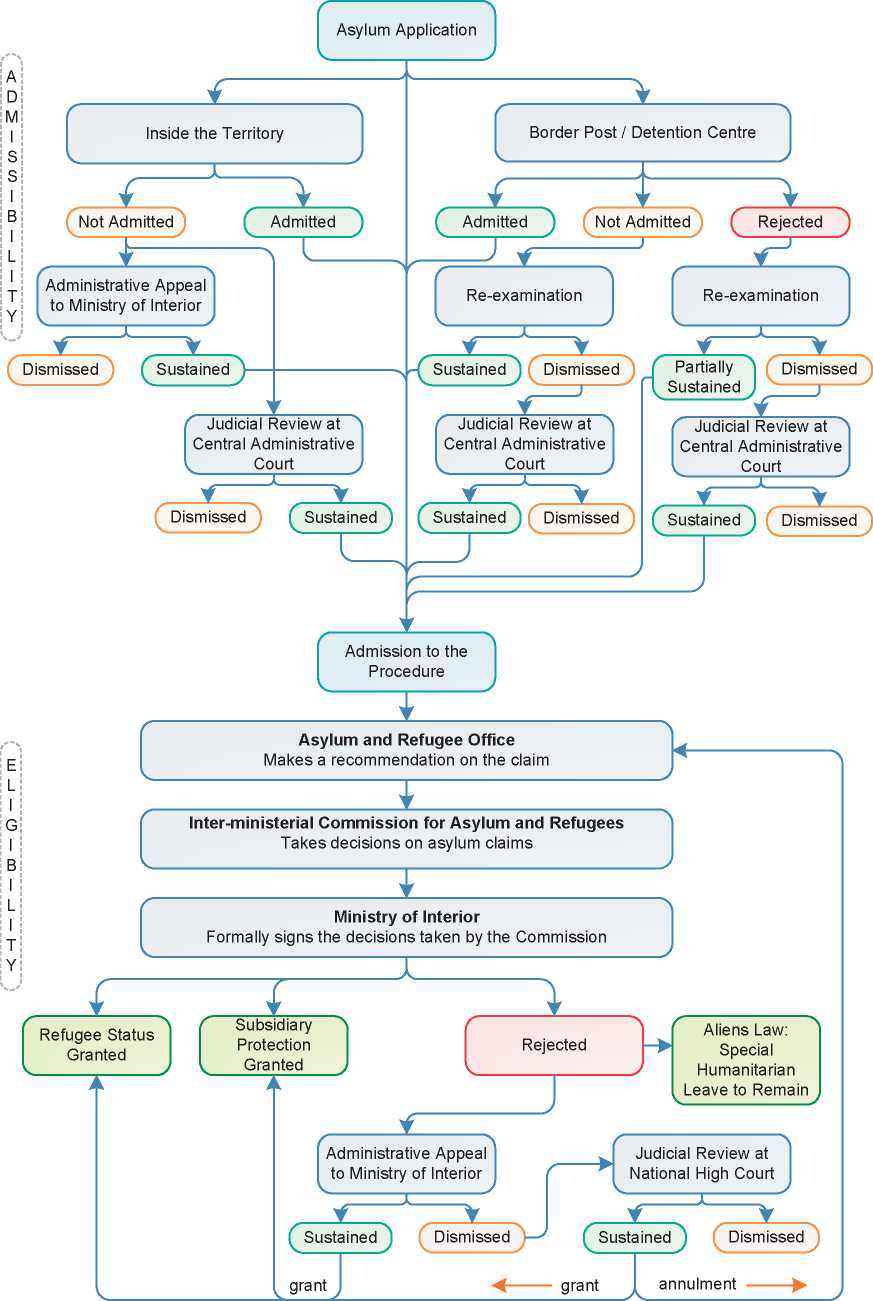 Asylum Application
ADMISSIBILITY
Inside the Territory
Border Post / Detention Centre
Not Admitted
Admitted
Admitted
Not Admitted
Rejected
Administrative Appeal
to Ministry of Interior
Re-examination
Re-examination
Dismissed
Sustained
Sustained
Dismissed
Partially
Sustained
Dismissed
Judicial Review at
Central Administrative
Court
Judicial Review at
Central Administrative
Court
Judicial Review at
Central Administrative
Court
Dismissed
Sustained
Sustained
Dismissed
Sustained
Dismissed
Admission to the
Procedure
ELIGIBILITY
Asylum and Refugee Office
Makes a recommendation on the claim
Inter-ministerial Commission for Asylum and Refugees
Takes decisions on asylum claims
Ministry of Interior
Formally signs the decisions taken by the Commission
Refugee Status
Granted
Subsidiary
Protection
Granted
Rejected
Aliens Law:
Special
Humanitarian
Leave to Remain
Administrative Appeal
to Ministry of Interior
Judicial Review at
National High Court
Sustained
Dismissed
Sustained
Dismissed
grant
grant
annulment